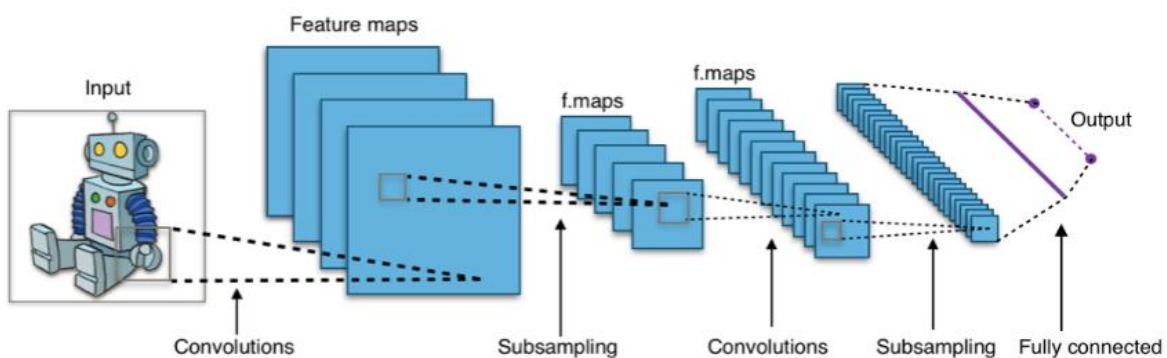 Feature maps
Input
f.maps
f.maps
Output
Convolutions
Subsampling
Convolutions
Subsampling
Fully connected